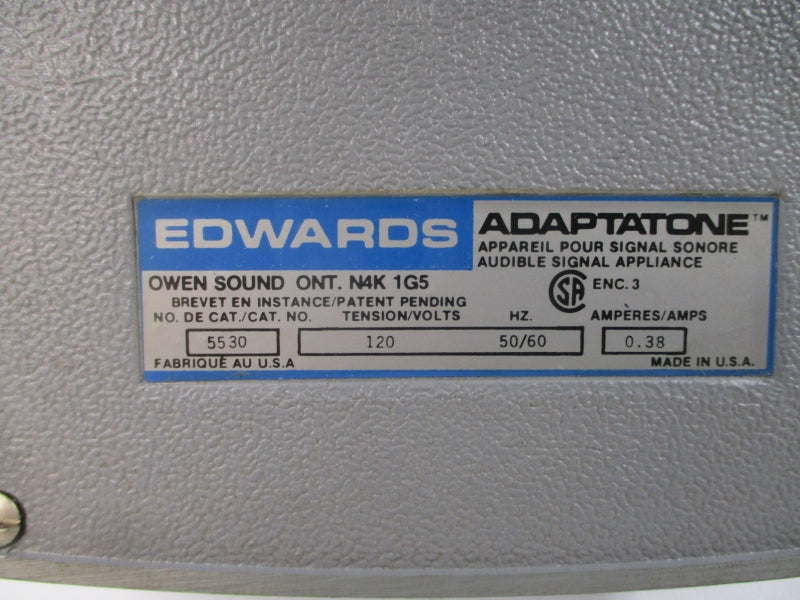 EDWARDS
ADAPTATONE™
APPAREIL POUR SIGNAL SONORE
AUDIBLE SIGNAL APPLIANCE
OWEN SOUND ONT. N4K 1G5
SA ENC. 3
BREVET EN INSTANCE/PATENT PENDING
NO. DE CAT./CAT. NO. TENSION/VOLTS HZ. AMPÈRES/AMPS
5530 120 50/60 0.38
FABRIQUÉ AU U.S.A MADE IN U.S.A.